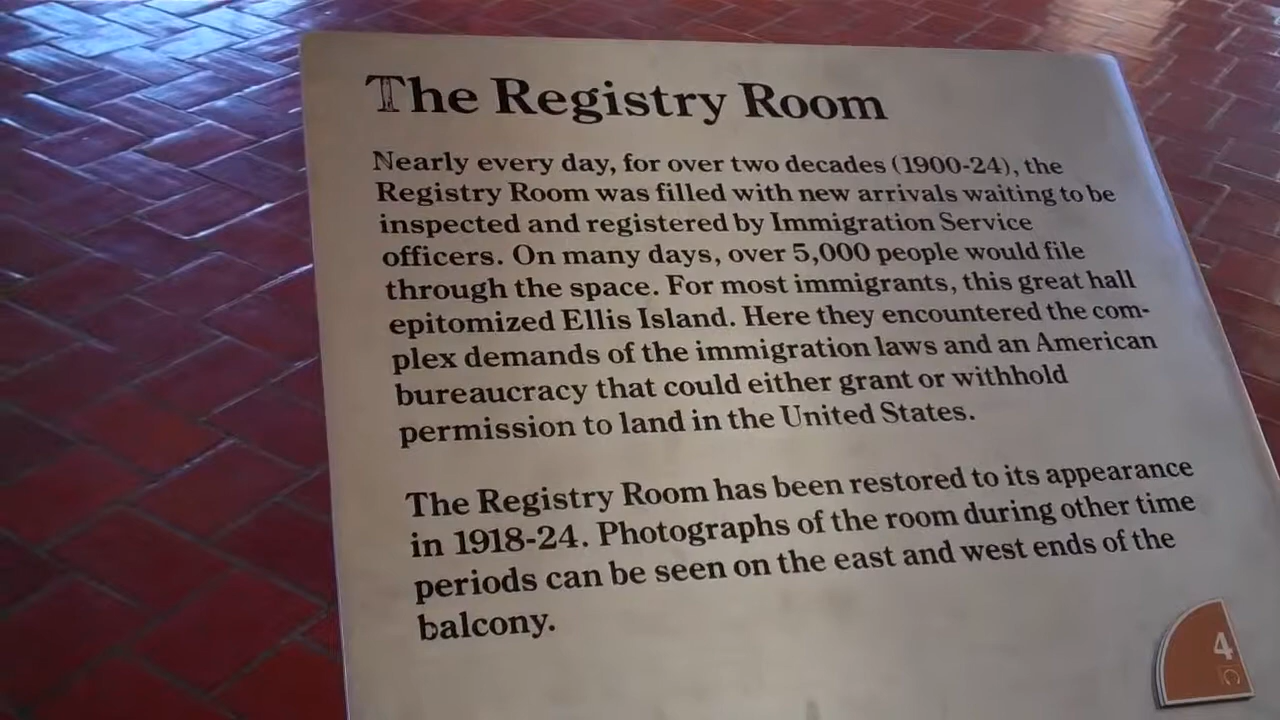 The Registry Room
Nearly every day, for over two decades (1900-24), the
Registry Room was filled with new arrivals waiting to be
inspected and registered by Immigration Service
officers. On many days, over 5,000 people would file
through the space. For most immigrants, this great hall
epitomized Ellis Island. Here they encountered the com-
plex demands of the immigration laws and an American
bureaucracy that could either grant or withhold
permission to land in the United States.
The Registry Room has been restored to its appearance
in 1918-24. Photographs of the room during other time
periods can be seen on the east and west ends of the
balcony.
4